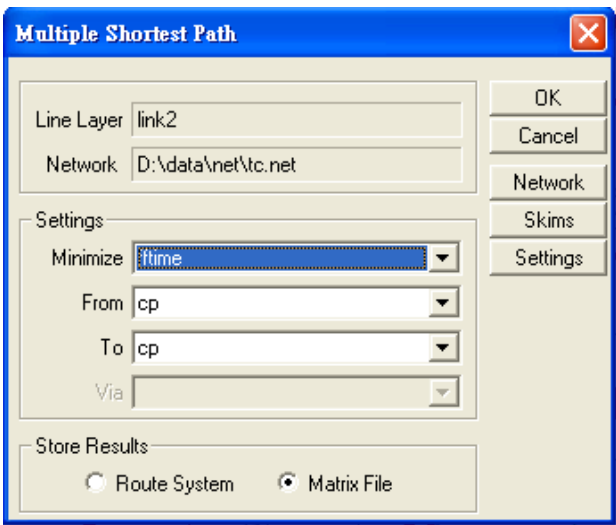 Multiple Shortest Path
Line Layer link2
Network D:\data\net\tc.net
Settings
Minimize ftime
From cp
To cp
Via
Store Results
Route System Matrix File
OK
Cancel
Network
Skims
Settings